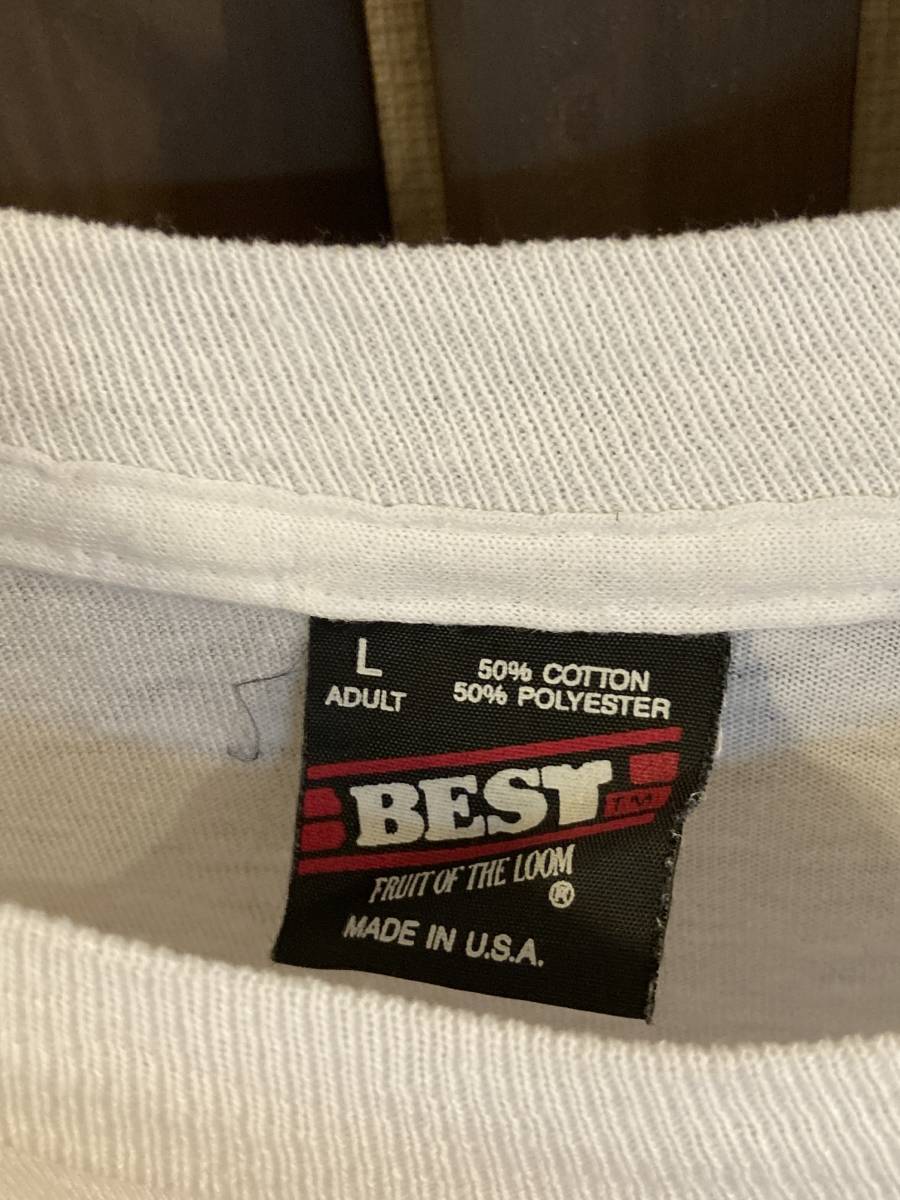 L
ADULT
50% COTTON
50% POLYESTER
BEST TM
FRUIT OF THE LOOM
®
MADE IN U.S.A.